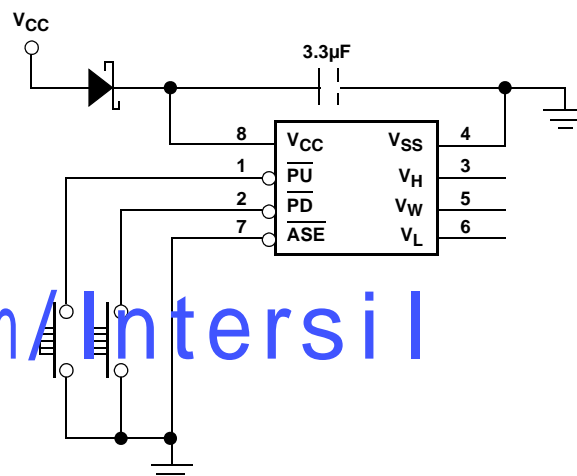 VCC
3.3µF
8 VCC VSS 4
1 PU VH 3
2 PD VW 5
7 ASE VL 6
m/Intersil